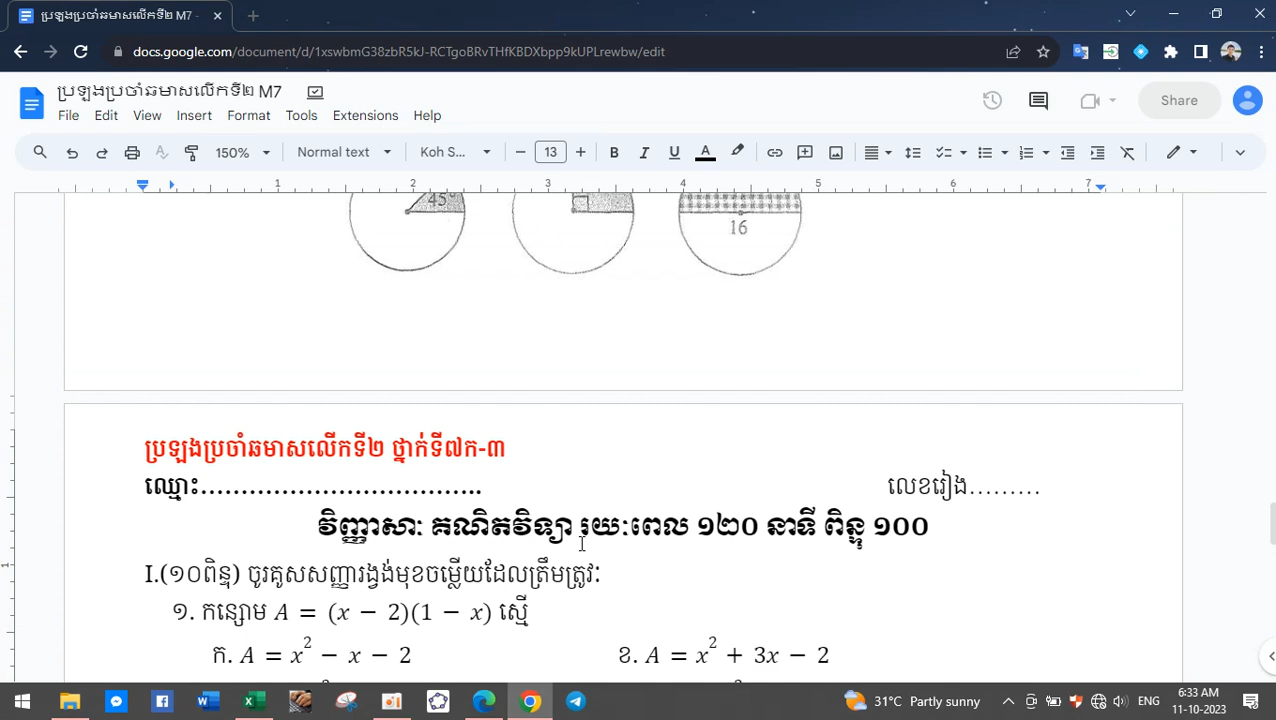 ប្រឡងប្រចាំឆមាសលើកទី២ M7
docs.google.com/document/d/1xswbmG38zbR5kJ-RCTgoBRvTHfKBDXbpp9kUPLrewbw/edit
ប្រឡងប្រចាំឆមាសលើកទី២ M7
Share
File Edit View Insert Format Tools Extensions Help
150% Normal text Koh S... 13 B I U A
1 2 3 4 5 6 7
45°
16
ប្រឡងប្រចាំឆមាសលើកទី២ ថ្នាក់ទី៧ក-៣
ឈ្មោះ……………………………..
លេខរៀង………
វិញ្ញាសាៈ គណិតវិទ្យា រយៈពេល ១២០ នាទី ពិន្ទុ ១០០
I.(១០ពិន្ទុ) ចូរគូសសញ្ញារង្វង់មុខចម្លើយដែលត្រឹមត្រូវៈ
១. កន្សោម A = (x − 2)(1 − x) ស្មើ
ក. A = x² − x − 2
ខ. A = x² + 3x − 2
31°C Partly sunny
ENG
6:33 AM
11-10-2023